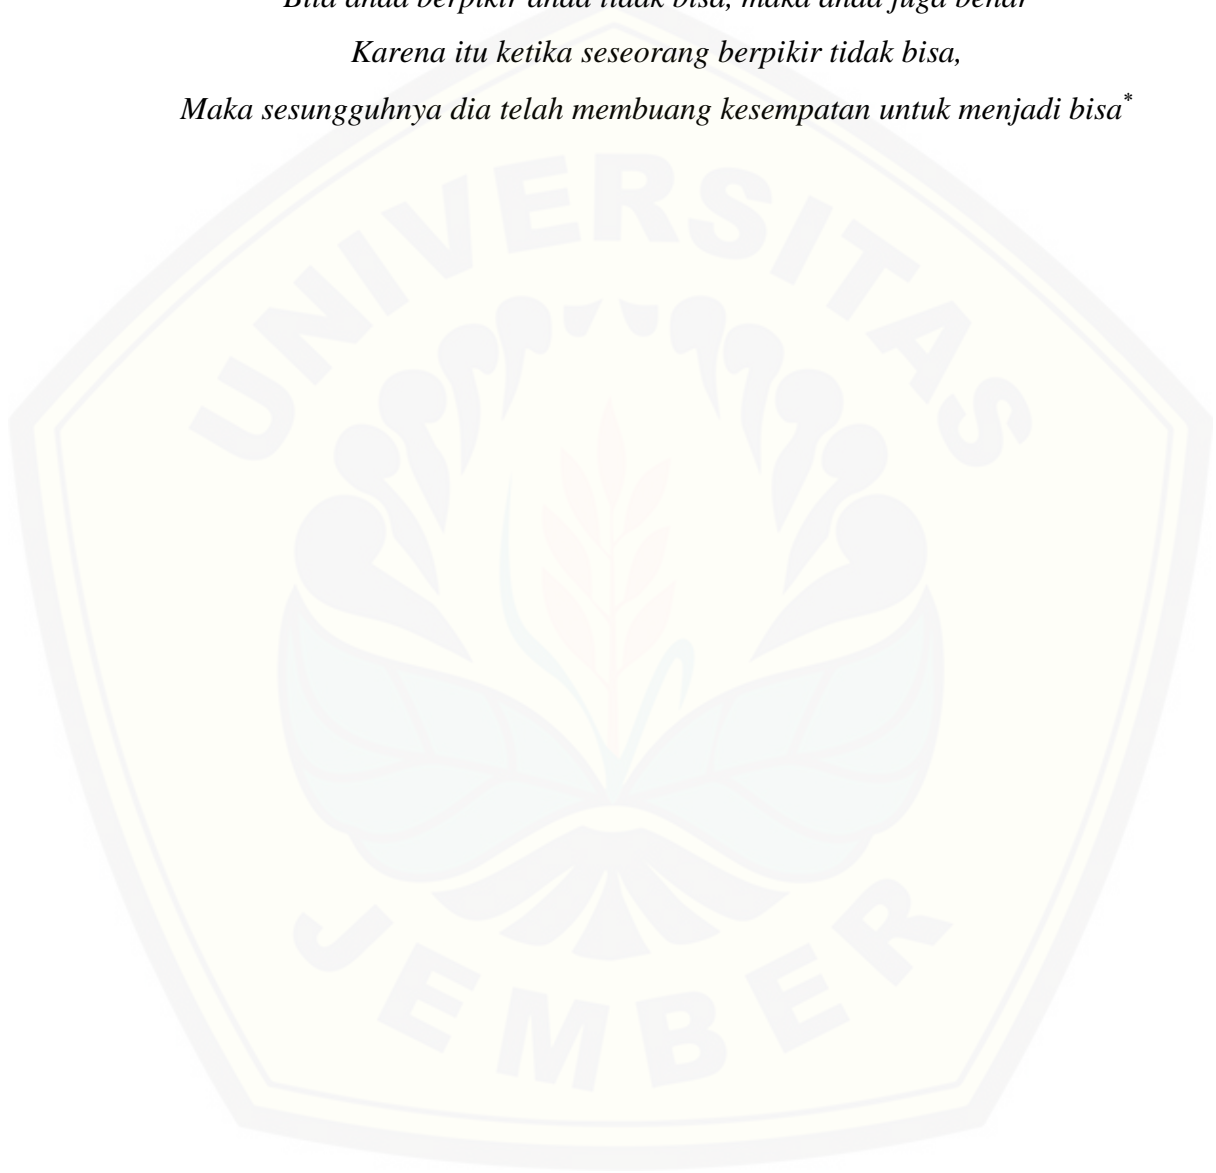 Bila anda berpikir anda tidak bisa, maka anda juga benar
Karena itu ketika seseorang berpikir tidak bisa,
Maka sesungguhnya dia telah membuang kesempatan untuk menjadi bisa*
UNIVERSITAS
JEMBER